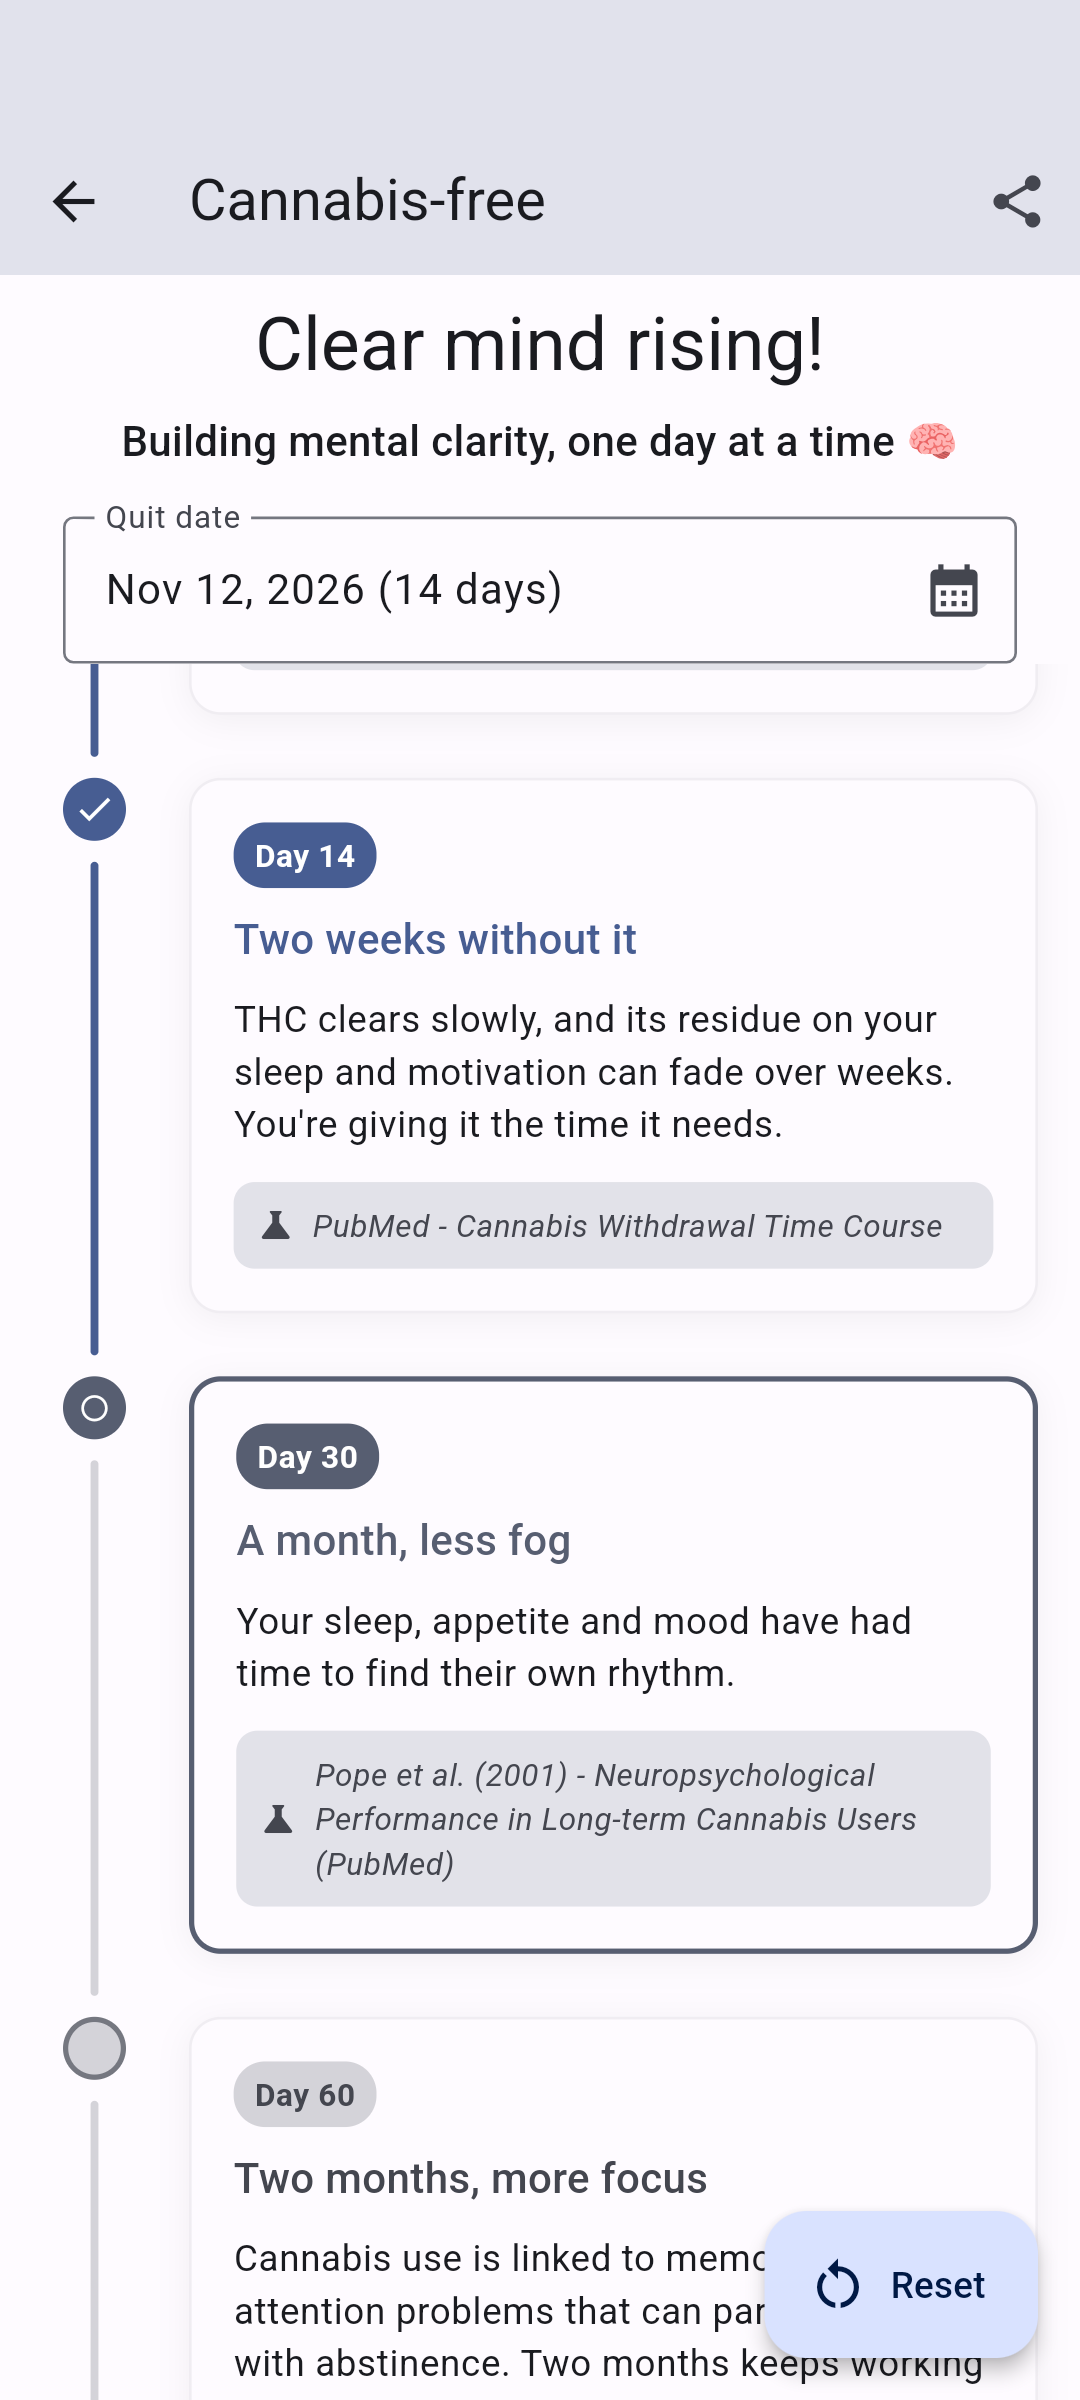 Cannabis-free
Clear mind rising!
Building mental clarity, one day at a time 🧠
Quit date
Nov 12, 2026 (14 days)
Day 14
Two weeks without it
THC clears slowly, and its residue on your
sleep and motivation can fade over weeks.
You're giving it the time it needs.
PubMed - Cannabis Withdrawal Time Course
Day 30
A month, less fog
Your sleep, appetite and mood have had
time to find their own rhythm.
Pope et al. (2001) - Neuropsychological
Performance in Long-term Cannabis Users
(PubMed)
Day 60
Two months, more focus
Cannabis use is linked to
attention problems that can
with abstinence. Two months keeps working
Reset